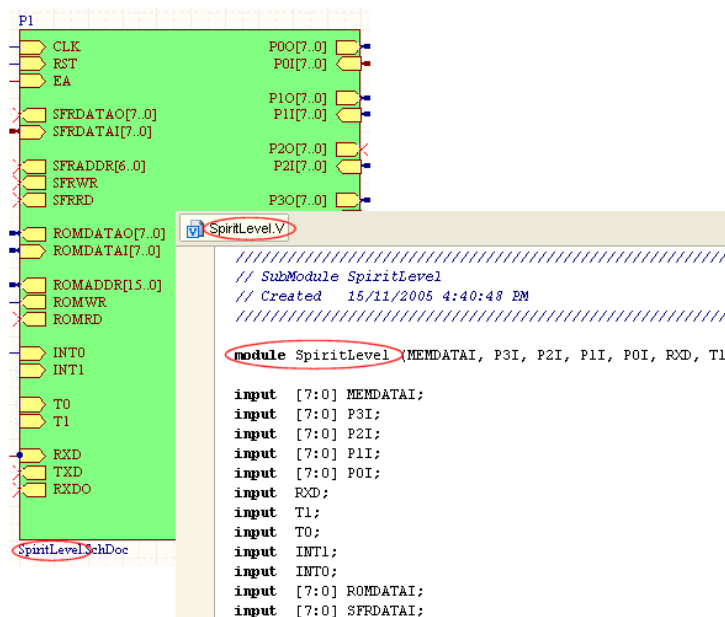 P1
CLK P0O[7..0]
RST P0I[7..0]
EA
P1O[7..0]
SFRDATAO[7..0] P1I[7..0]
SFRDATAI[7..0]
P2O[7..0]
SFRADDR[6..0] P2I[7..0]
SFRWR
SFRRD P3O[7..0]
ROMDATAO[7..0]
ROMDATAI[7..0]
ROMADDR[15..0]
ROMWR
ROMRD
INT0
INT1
T0
T1
RXD
TXD
RXDO
SpiritLevel.SchDoc
SpiritLevel.V
////////////////////////////////////////////////////////////
// SubModule SpiritLevel
// Created 15/11/2005 4:40:48 PM
////////////////////////////////////////////////////////////
module SpiritLevel (MEMDATAI, P3I, P2I, P1I, P0I, RXD, T1
input [7:0] MEMDATAI;
input [7:0] P3I;
input [7:0] P2I;
input [7:0] P1I;
input [7:0] P0I;
input RXD;
input T1;
input T0;
input INT1;
input INT0;
input [7:0] ROMDATAI;
input [7:0] SFRDATAI;